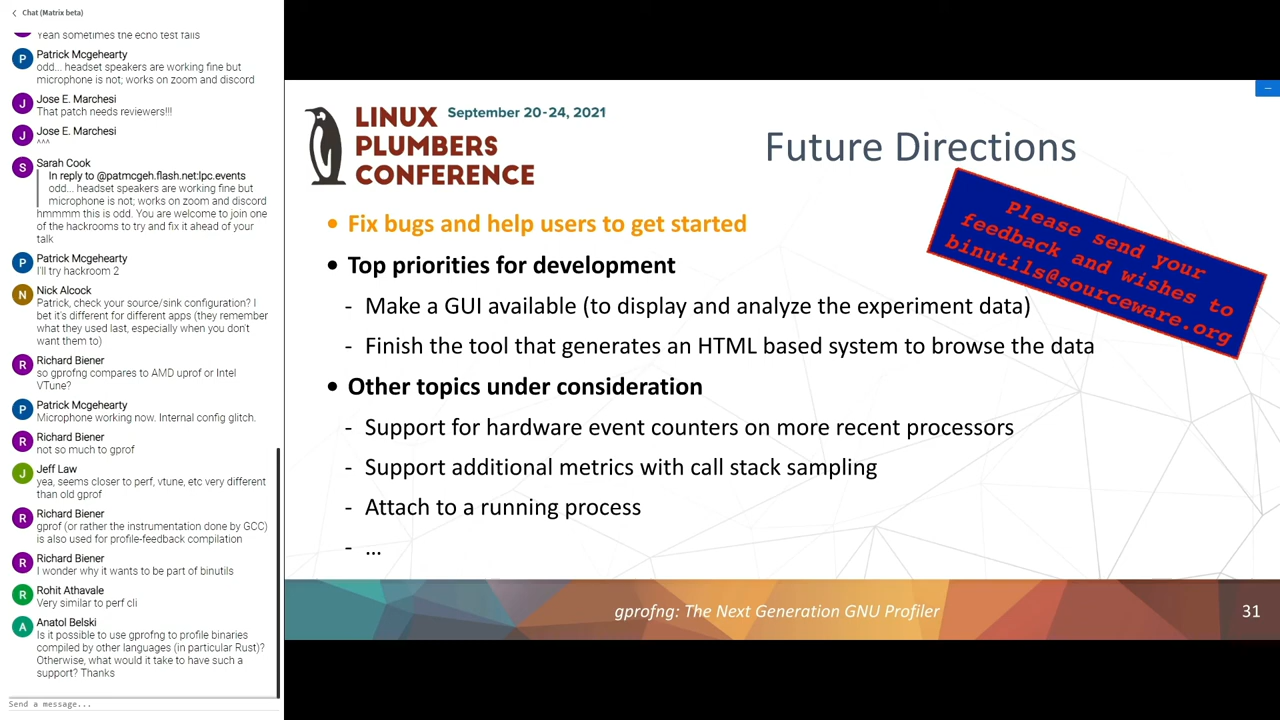 Chat (Matrix beta)
Yeah sometimes the echo test fails
P
Patrick Mcgehearty
odd... headset speakers are working fine but
microphone is not; works on zoom and discord
J
Jose E. Marchesi
That patch needs reviewers!!!
J
Jose E. Marchesi
^^^
S
Sarah Cook
In reply to @patmcgeh.flash.net:lpc.events
odd... headset speakers are working fine but
microphone is not; works on zoom and discord
hmmmm this is odd. You are welcome to join one
of the hackrooms to try and fix it ahead of your
talk
P
Patrick Mcgehearty
I'll try hackroom 2
N
Nick Alcock
Patrick, check your source/sink configuration? I
bet it's different for different apps (they remember
what they used last, especially when you don't
want them to)
R
Richard Biener
so gprofng compares to AMD uprof or Intel
VTune?
P
Patrick Mcgehearty
Microphone working now. Internal config glitch.
R
Richard Biener
not so much to gprof
J
Jeff Law
yea, seems closer to perf, vtune, etc very different
than old gprof
R
Richard Biener
gprof (or rather the instrumentation done by GCC)
is also used for profile-feedback compilation
R
Richard Biener
I wonder why it wants to be part of binutils
R
Rohit Athavale
Very similar to perf cli
A
Anatol Belski
Is it possible to use gprofng to profile binaries
compiled by other languages (in particular Rust)?
Otherwise, what would it take to have such a
support? Thanks
Send a message...
LINUX
PLUMBERS
CONFERENCE
September 20-24, 2021
Future Directions
Please send your
feedback and wishes to
binutils@sourceware.org
• Fix bugs and help users to get started
• Top priorities for development
- Make a GUI available (to display and analyze the experiment data)
- Finish the tool that generates an HTML based system to browse the data
• Other topics under consideration
- Support for hardware event counters on more recent processors
- Support additional metrics with call stack sampling
- Attach to a running process
- ...
gprofng: The Next Generation GNU Profiler
31